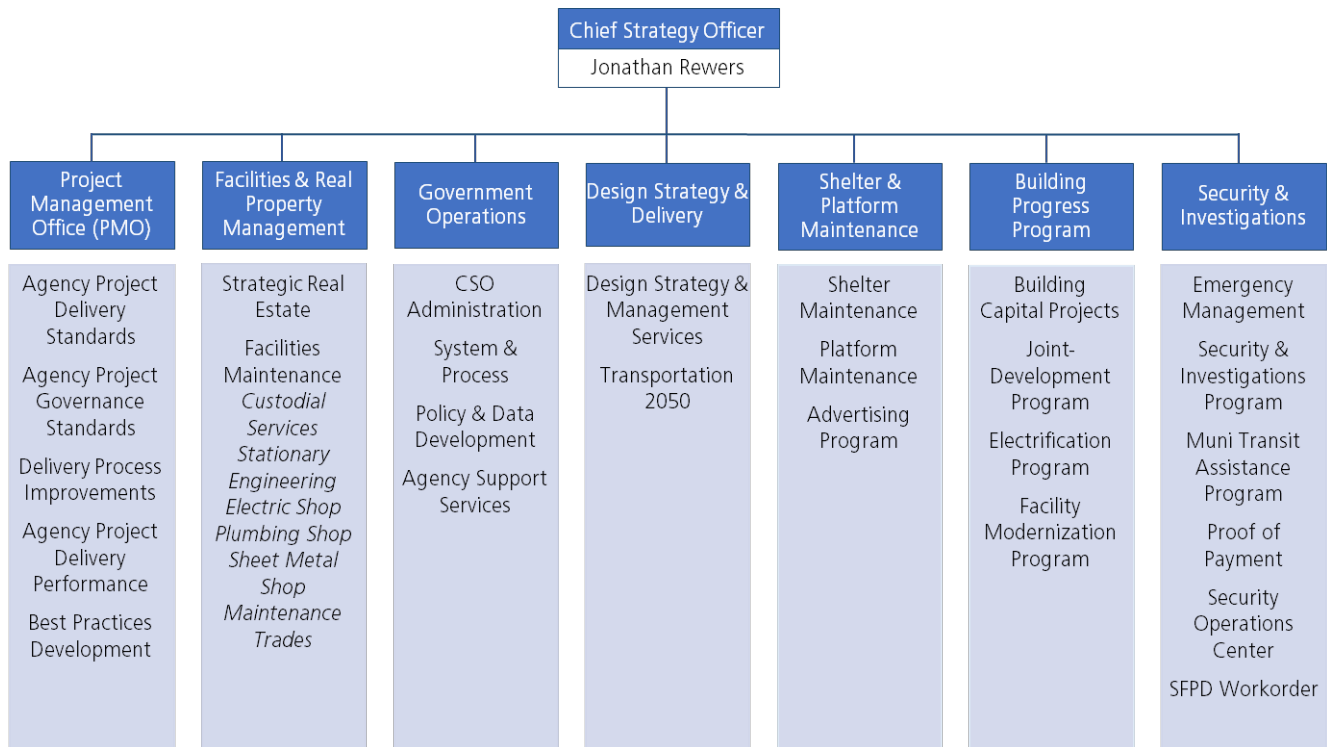 Chief Strategy Officer
Jonathan Rewers
Project
Management
Office (PMO)
Agency Project
Delivery
Standards
Agency Project
Governance
Standards
Delivery Process
Improvements
Agency Project
Delivery
Performance
Best Practices
Development
Facilities & Real
Property
Management
Strategic Real
Estate
Facilities
Maintenance
Custodial
Services
Stationary
Engineering
Electric Shop
Plumbing Shop
Sheet Metal
Shop
Maintenance
Trades
Government
Operations
CSO
Administration
System &
Process
Policy & Data
Development
Agency Support
Services
Design Strategy &
Delivery
Design Strategy &
Management
Services
Transportation
2050
Shelter &
Platform
Maintenance
Shelter
Maintenance
Platform
Maintenance
Advertising
Program
Building
Progress
Program
Building
Capital Projects
Joint-
Development
Program
Electrification
Program
Facility
Modernization
Program
Security &
Investigations
Emergency
Management
Security &
Investigations
Program
Muni Transit
Assistance
Program
Proof of
Payment
Security
Operations
Center
SFPD Workorder